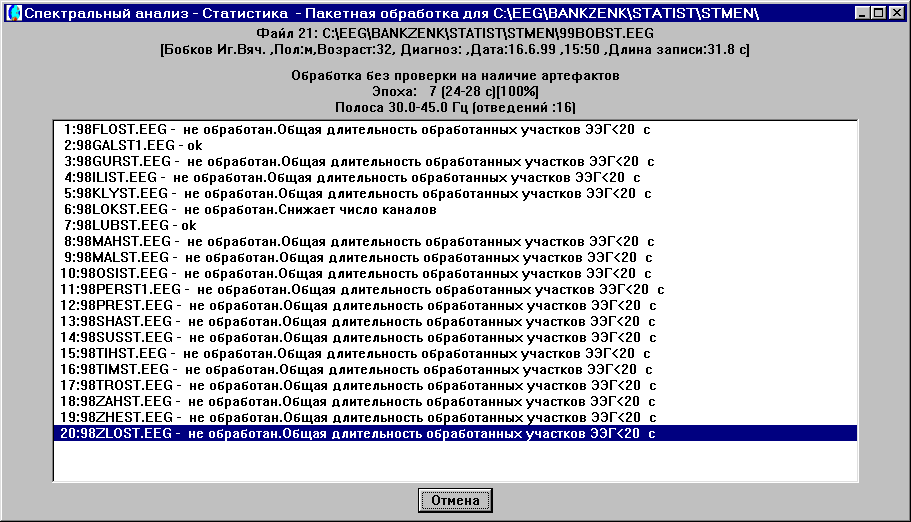 Спектральный анализ - Статистика - Пакетная обработка для C:\EEG\BANKZENK\STATIST\STMEN\
Файл 21: C:\EEG\BANKZENK\STATIST\STMEN\99BOBST.EEG
[Бобков Иг.Вяч. ,Пол:м,Возраст:32, Диагноз: ,Дата:16.6.99 ,15:50 ,Длина записи:31.8 с]
Обработка без проверки на наличие артефактов
Эпоха: 7 (24-28 с)[100%]
Полоса 30.0-45.0 Гц (отведений :16)
1:98FLOST.EEG - не обработан.Общая длительность обработанных участков ЭЭГ<20 с
2:98GALST1.EEG - ok
3:98GURST.EEG - не обработан.Общая длительность обработанных участков ЭЭГ<20 с
4:98ILIST.EEG - не обработан.Общая длительность обработанных участков ЭЭГ<20 с
5:98KLYST.EEG - не обработан.Общая длительность обработанных участков ЭЭГ<20 с
6:98LOKST.EEG - не обработан.Снижает число каналов
7:98LUBST.EEG - ok
8:98MAHST.EEG - не обработан.Общая длительность обработанных участков ЭЭГ<20 с
9:98MALST.EEG - не обработан.Общая длительность обработанных участков ЭЭГ<20 с
10:98OSIST.EEG - не обработан.Общая длительность обработанных участков ЭЭГ<20 с
11:98PERST1.EEG - не обработан.Общая длительность обработанных участков ЭЭГ<20 с
12:98PREST.EEG - не обработан.Общая длительность обработанных участков ЭЭГ<20 с
13:98SHAST.EEG - не обработан.Общая длительность обработанных участков ЭЭГ<20 с
14:98SUSST.EEG - не обработан.Общая длительность обработанных участков ЭЭГ<20 с
15:98TIHST.EEG - не обработан.Общая длительность обработанных участков ЭЭГ<20 с
16:98TIMST.EEG - не обработан.Общая длительность обработанных участков ЭЭГ<20 с
17:98TROST.EEG - не обработан.Общая длительность обработанных участков ЭЭГ<20 с
18:98ZAHST.EEG - не обработан.Общая длительность обработанных участков ЭЭГ<20 с
19:98ZHEST.EEG - не обработан.Общая длительность обработанных участков ЭЭГ<20 с
20:98ZLOST.EEG - не обработан.Общая длительность обработанных участков ЭЭГ<20 с
Отмена